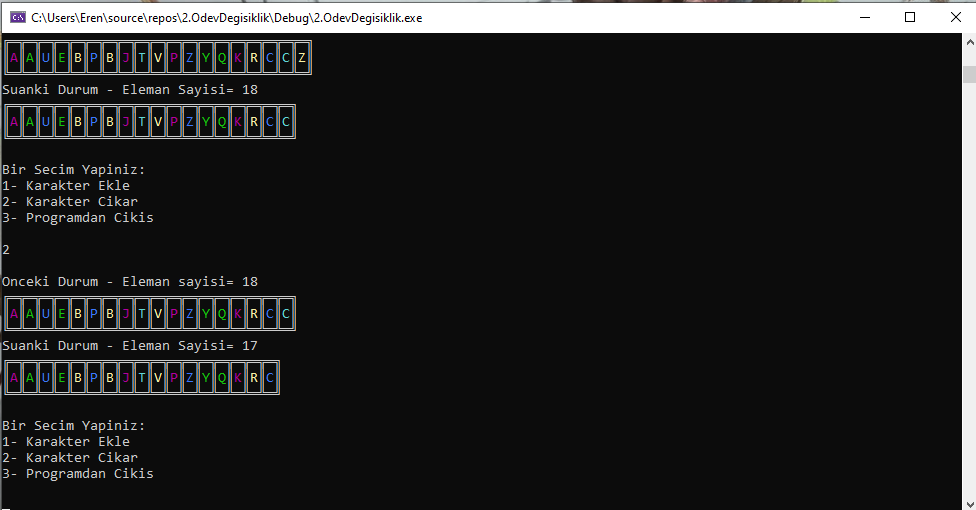 C:\Users\Eren\source\repos\2.OdevDegisiklik\Debug\2.OdevDegisiklik.exe
A A U E B P B J T V P Z Y Q K R C C Z
Suanki Durum - Eleman Sayisi= 18
A A U E B P B J T V P Z Y Q K R C C
Bir Secim Yapiniz:
1- Karakter Ekle
2- Karakter Cikar
3- Programdan Cikis
2
Onceki Durum - Eleman sayisi= 18
A A U E B P B J T V P Z Y Q K R C C
Suanki Durum - Eleman Sayisi= 17
A A U E B P B J T V P Z Y Q K R C
Bir Secim Yapiniz:
1- Karakter Ekle
2- Karakter Cikar
3- Programdan Cikis